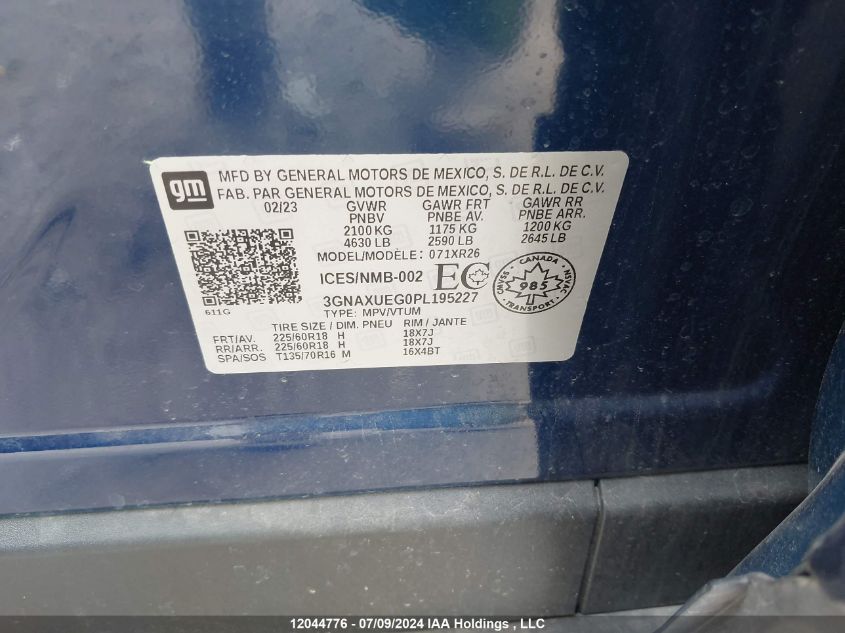 gm
MFD BY GENERAL MOTORS DE MEXICO, S. DE R.L. DE C.V.
FAB. PAR GENERAL MOTORS DE MEXICO, S. DE R.L. DE C.V.
02/23 GVWR GAWR FRT GAWR RR
PNBV PNBE AV. PNBE ARR.
2100 KG 1175 KG 1200 KG
4630 LB 2590 LB 2645 LB
MODEL/MODÈLE: 071XR26
ICES/NMB-002 EC
CANADA
CMVSS 985 NSVAC
TRANSPORT
3GNAXUEG0PL195227
611G
TYPE: MPV/VTUM
TIRE SIZE / DIM. PNEU RIM / JANTE
FRT/AV. 225/60R18 H 18X7J
RR/ARR. 225/60R18 H 18X7J
SPA/SOS T135/70R16 M 16X4BT
12044776 - 07/09/2024 IAA Holdings , LLC